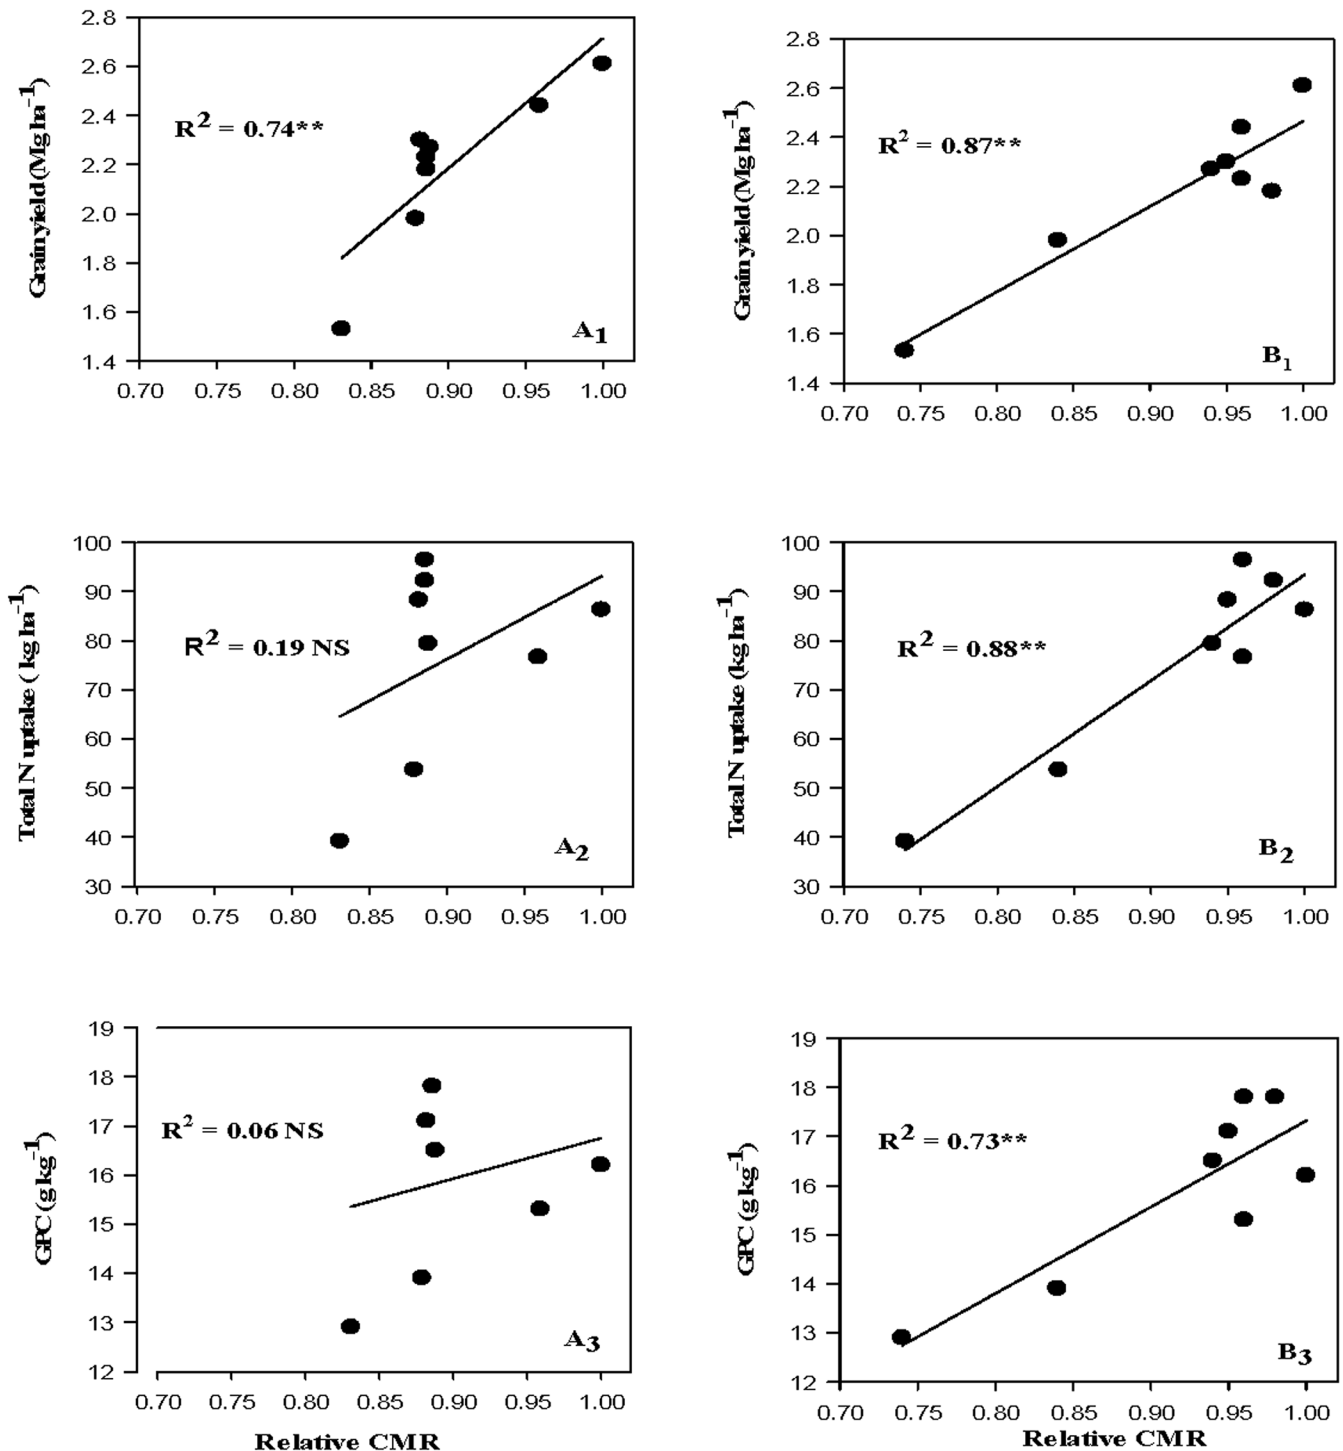 Grain yield (Mg ha-1)
2.8
2.6
2.4
2.2
2.0
1.8
1.6
1.4
R2 = 0.74**
A1
0.70 0.75 0.80 0.85 0.90 0.95 1.00
Grain yield (Mg ha-1)
2.8
2.6
2.4
2.2
2.0
1.8
1.6
1.4
R2 = 0.87**
B1
0.70 0.75 0.80 0.85 0.90 0.95 1.00
Total N uptake ( kg ha-1)
100
90
80
70
60
50
40
30
R2 = 0.19 NS
A2
0.70 0.75 0.80 0.85 0.90 0.95 1.00
Total N uptake (kg ha-1)
100
90
80
70
60
50
40
30
R2 = 0.88**
B2
0.70 0.75 0.80 0.85 0.90 0.95 1.00
GPC (g kg-1)
19
18
17
16
15
14
13
12
R2 = 0.06 NS
A3
0.70 0.75 0.80 0.85 0.90 0.95 1.00
Relative CMR
GPC (g kg-1)
19
18
17
16
15
14
13
12
R2 = 0.73**
B3
0.70 0.75 0.80 0.85 0.90 0.95 1.00
Relative CMR